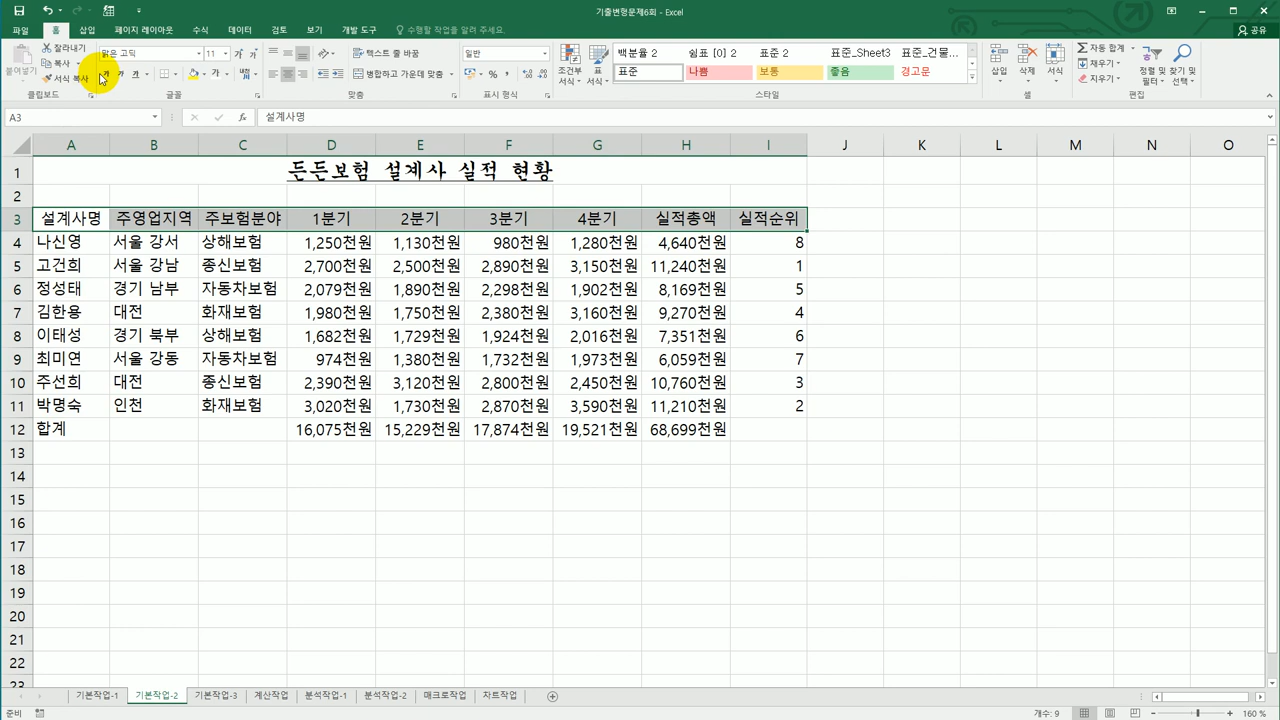 기출변형문제6회 - Excel
파일 홈 삽입 페이지 레이아웃 수식 데이터 검토 보기 개발 도구 수행할 작업을 알려 주세요. 공유
붙여넣기 잘라내기 복사 서식 복사 클립보드
맑은 고딕 11 가 가 글꼴
텍스트 줄 바꿈 병합하고 가운데 맞춤 맞춤
일반 % 표시 형식
조건부 서식 표 서식 백분율 2 쉼표 [0] 2 표준 2 표준_Sheet3 표준_건물...
표준 나쁨 보통 좋음 경고문 스타일
삽입 삭제 서식 셀
자동 합계 채우기 지우기 정렬 및 필터 찾기 및 선택 편집
A3 fx 설계사명
A B C D E F G H I J K L M N O
1 든든보험 설계사 실적 현황
2
3 설계사명 주영업지역 주보험분야 1분기 2분기 3분기 4분기 실적총액 실적순위
4 나신영 서울 강서 상해보험 1,250천원 1,130천원 980천원 1,280천원 4,640천원 8
5 고건희 서울 강남 종신보험 2,700천원 2,500천원 2,890천원 3,150천원 11,240천원 1
6 정성태 경기 남부 자동차보험 2,079천원 1,890천원 2,298천원 1,902천원 8,169천원 5
7 김한용 대전 화재보험 1,980천원 1,750천원 2,380천원 3,160천원 9,270천원 4
8 이태성 경기 북부 상해보험 1,682천원 1,729천원 1,924천원 2,016천원 7,351천원 6
9 최미연 서울 강동 자동차보험 974천원 1,380천원 1,732천원 1,973천원 6,059천원 7
10 주선희 대전 종신보험 2,390천원 3,120천원 2,800천원 2,450천원 10,760천원 3
11 박명숙 인천 화재보험 3,020천원 1,730천원 2,870천원 3,590천원 11,210천원 2
12 합계 16,075천원 15,229천원 17,874천원 19,521천원 68,699천원
13
14
15
16
17
18
19
20
21
22
23
기본작업-1 기본작업-2 기본작업-3 계산작업 분석작업-1 분석작업-2 매크로작업 차트작업
준비 개수: 9 160 %